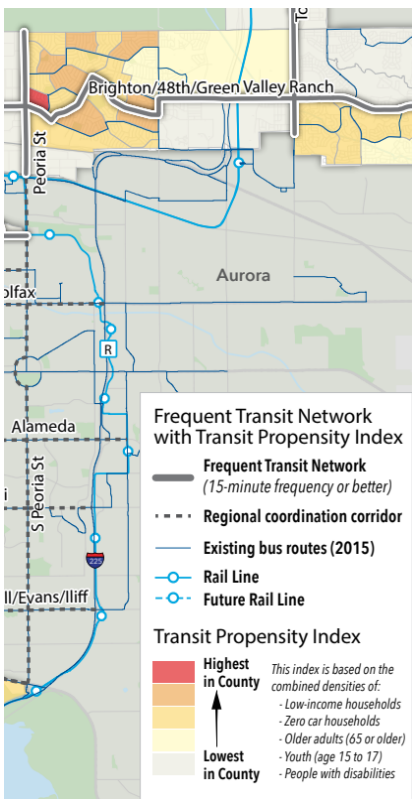 To
Brighton/48th/Green Valley Ranch
Peoria St
Aurora
olfax
R
Alameda
S Peoria St
i
225
ll/Evans/Iliff
Frequent Transit Network
with Transit Propensity Index
Frequent Transit Network
(15-minute frequency or better)
Regional coordination corridor
Existing bus routes (2015)
Rail Line
Future Rail Line
Transit Propensity Index
Highest
in County
Lowest
in County
This index is based on the
combined densities of:
- Low-income households
- Zero car households
- Older adults (65 or older)
- Youth (age 15 to 17)
- People with disabilities